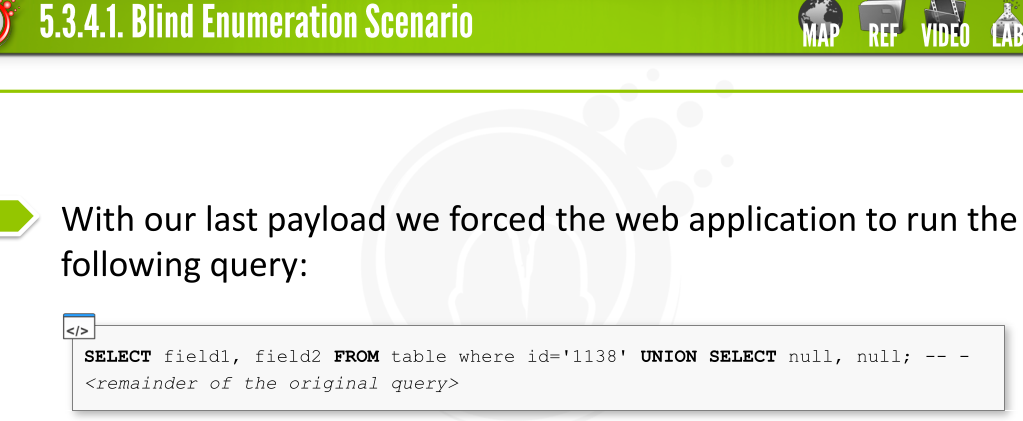 5.3.4.1. Blind Enumeration Scenario
MAP REF VIDEO LAB
With our last payload we forced the web application to run the
following query:
</>
SELECT field1, field2 FROM table where id='1138' UNION SELECT null, null; -- -
<remainder of the original query>